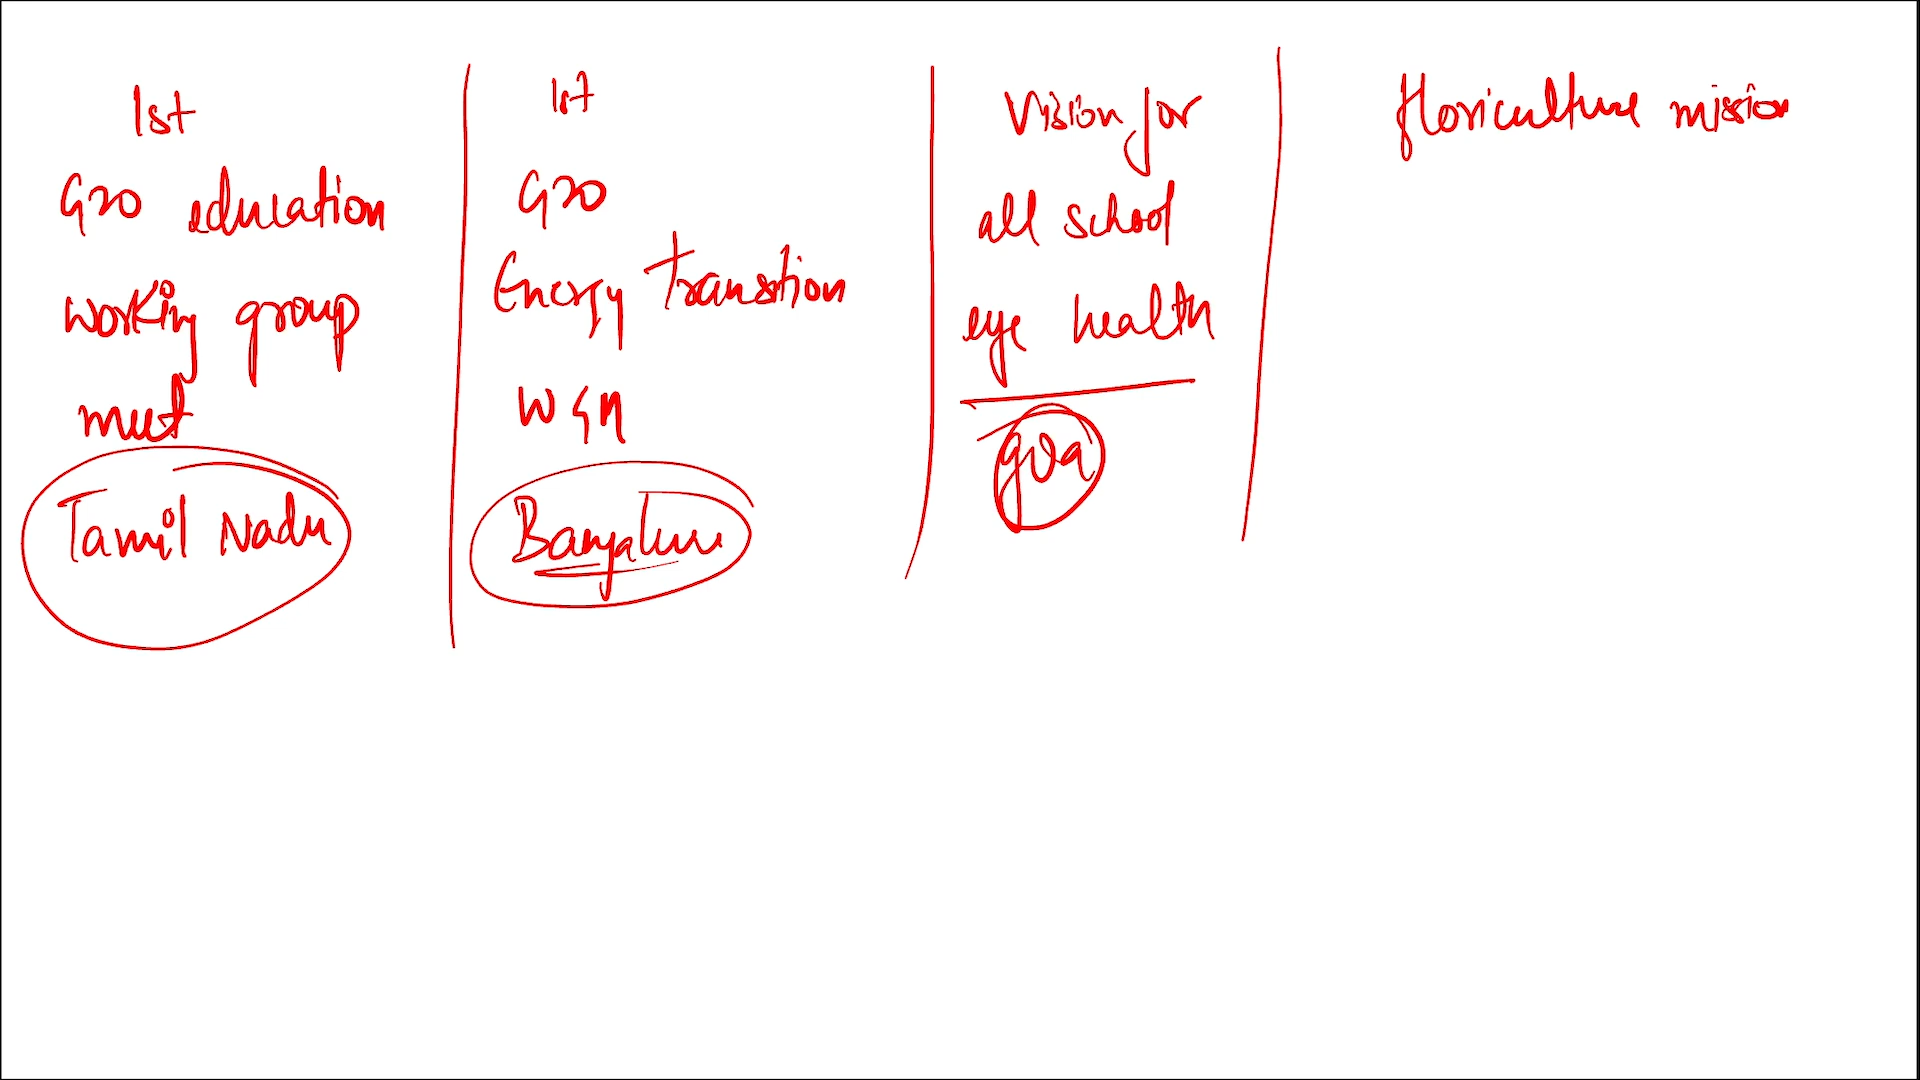 1st
G20 education
working group
meet
Tamil Nadu
1st
G20
Energy Transition
WGM
Bangaluru
Vision for
all school
eye health
goa
floriculture mission